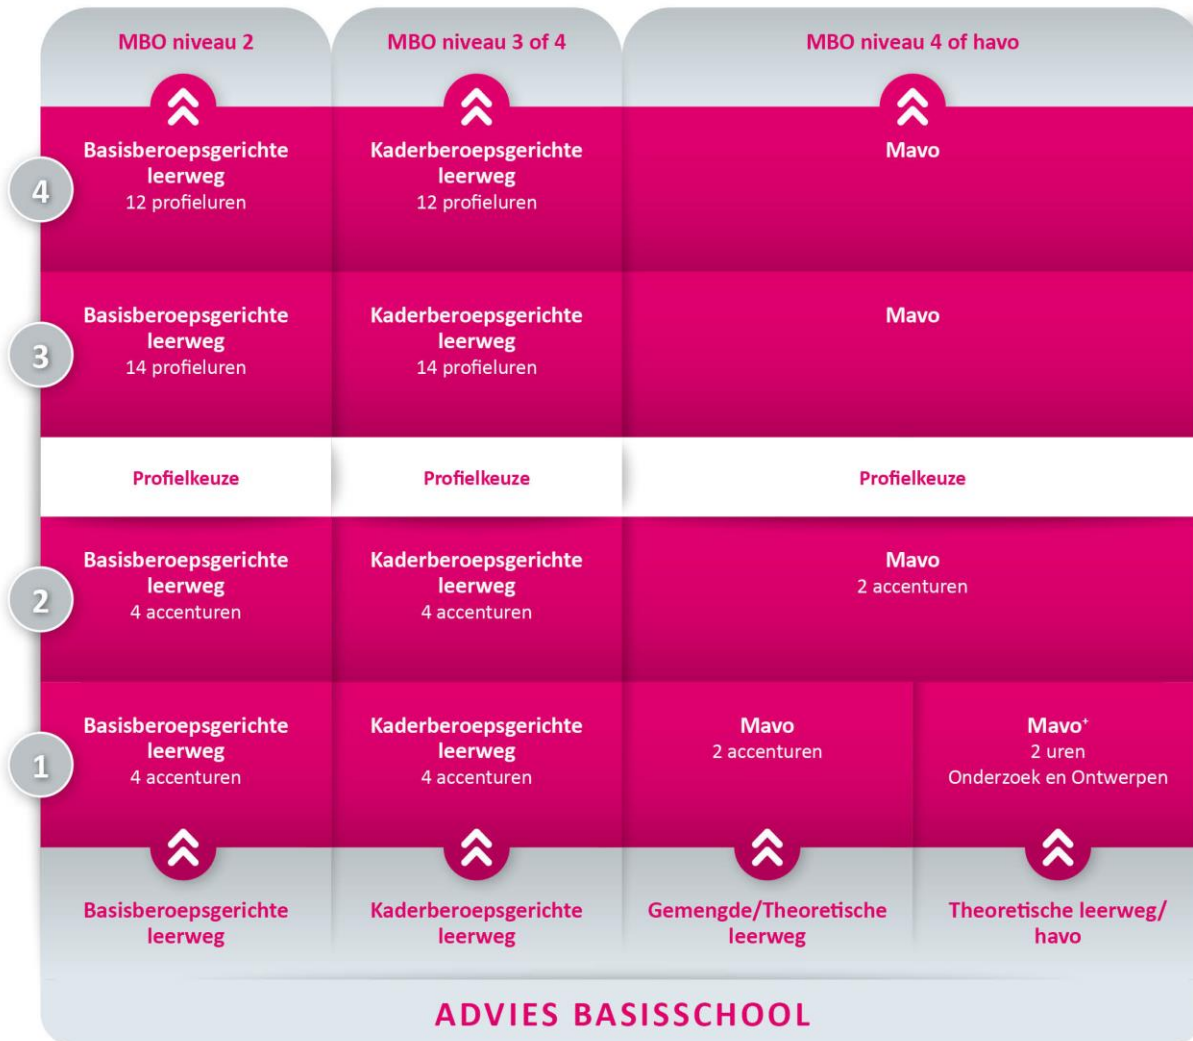 MBO niveau 2
MBO niveau 3 of 4
MBO niveau 4 of havo
4
Basisberoepsgerichte
leerweg
12 profieluren
Kaderberoepsgerichte
leerweg
12 profieluren
Mavo
3
Basisberoepsgerichte
leerweg
14 profieluren
Kaderberoepsgerichte
leerweg
14 profieluren
Mavo
Profielkeuze
Profielkeuze
Profielkeuze
2
Basisberoepsgerichte
leerweg
4 accenturen
Kaderberoepsgerichte
leerweg
4 accenturen
Mavo
2 accenturen
1
Basisberoepsgerichte
leerweg
4 accenturen
Kaderberoepsgerichte
leerweg
4 accenturen
Mavo
2 accenturen
Mavo⁺
2 uren
Onderzoek en Ontwerpen
Basisberoepsgerichte
leerweg
Kaderberoepsgerichte
leerweg
Gemengde/Theoretische
leerweg
Theoretische leerweg/
havo
ADVIES BASISSCHOOL